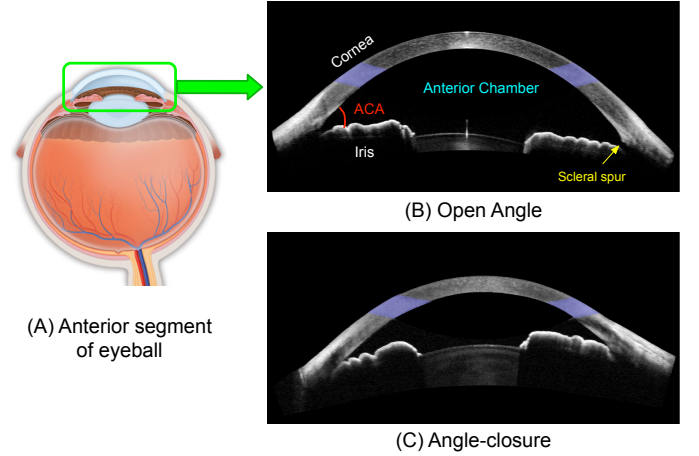 Cornea
Anterior Chamber
ACA
Iris
Scleral spur
(B) Open Angle
(A) Anterior segment
of eyeball
(C) Angle-closure